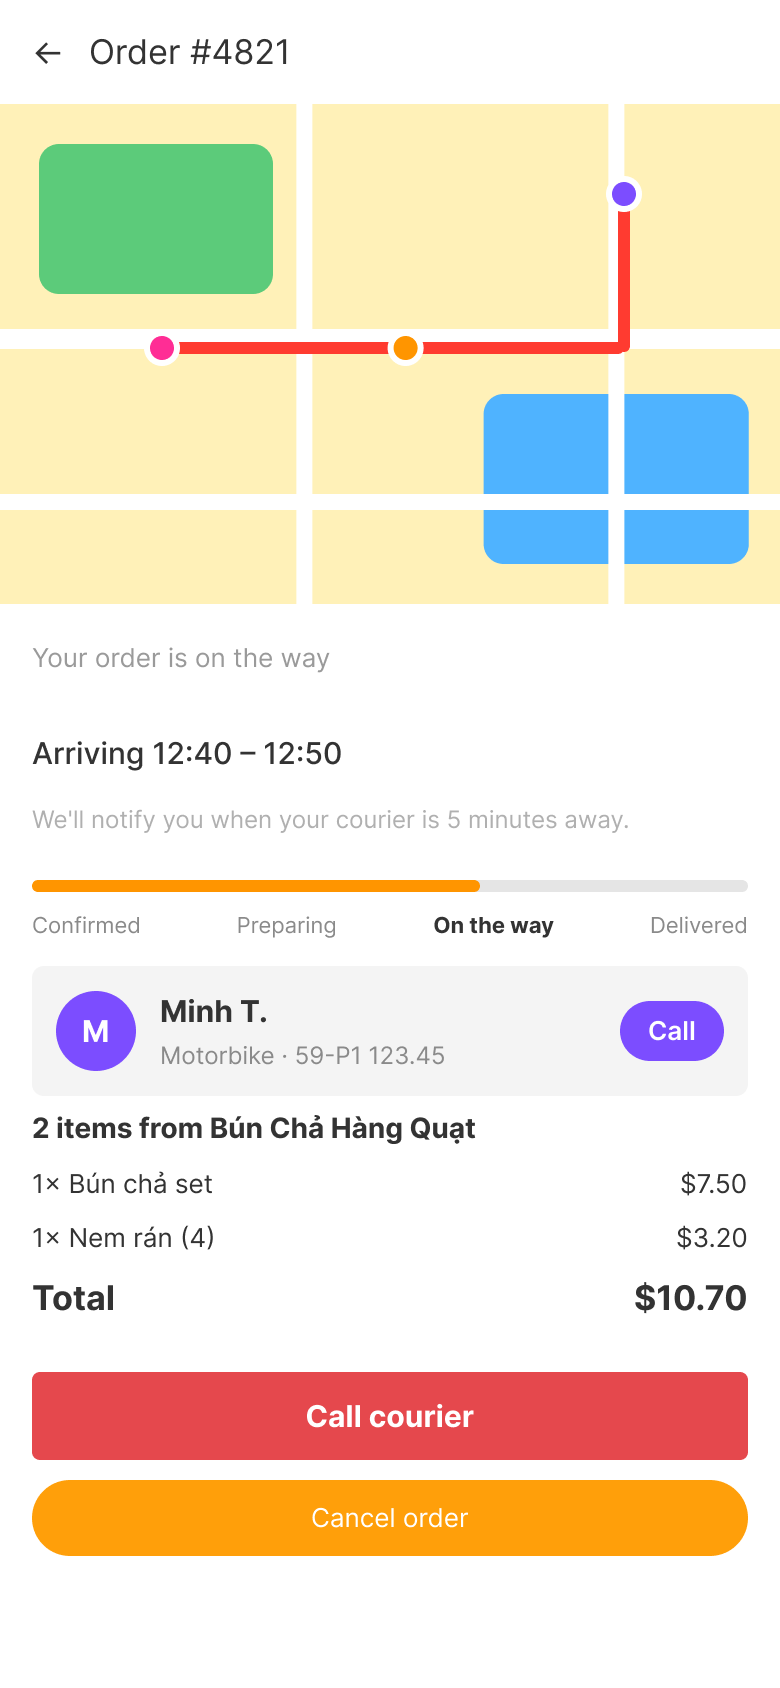 ← Order #4821
Your order is on the way
Arriving 12:40 – 12:50
We'll notify you when your courier is 5 minutes away.
Confirmed Preparing On the way Delivered
M
Minh T.
Motorbike · 59-P1 123.45
Call
2 items from Bún Chả Hàng Quạt
1× Bún chả set $7.50
1× Nem rán (4) $3.20
Total $10.70
Call courier
Cancel order